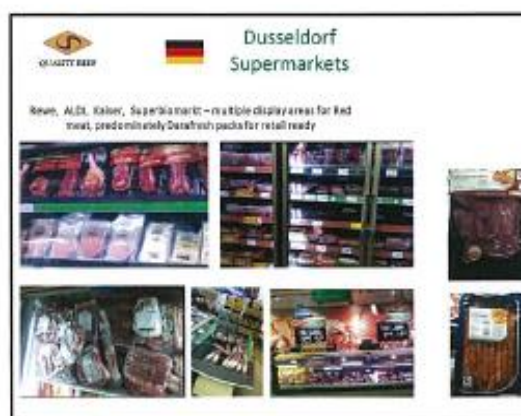 QUALITY BEEF
Dusseldorf
Supermarkets
Rewe, ALDI, Kaiser, Superbiomarkt – multiple display areas for Red
meat, predominately Darafresh packs for retail ready